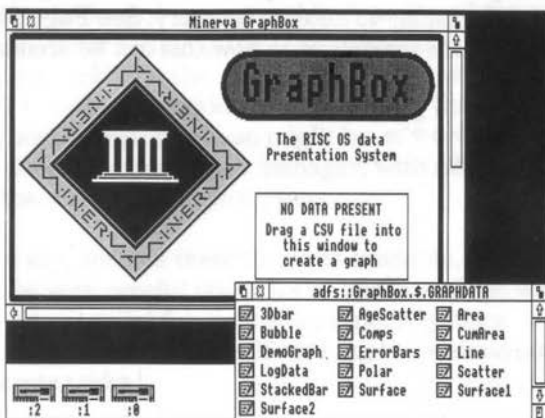 Minerva GraphBox
MINERVA
GraphBox
The RISC OS data
Presentation System
NO DATA PRESENT
Drag a CSV file into
this window to
create a graph
adfs::GraphBox.$.GRAPHDATA
3Dbar AgeScatter Area
Bubble Comps CumArea
DemoGraph ErrorBars Line
LogData Polar Scatter
StackedBar Surface Surface1
Surface2
:2 :1 :0